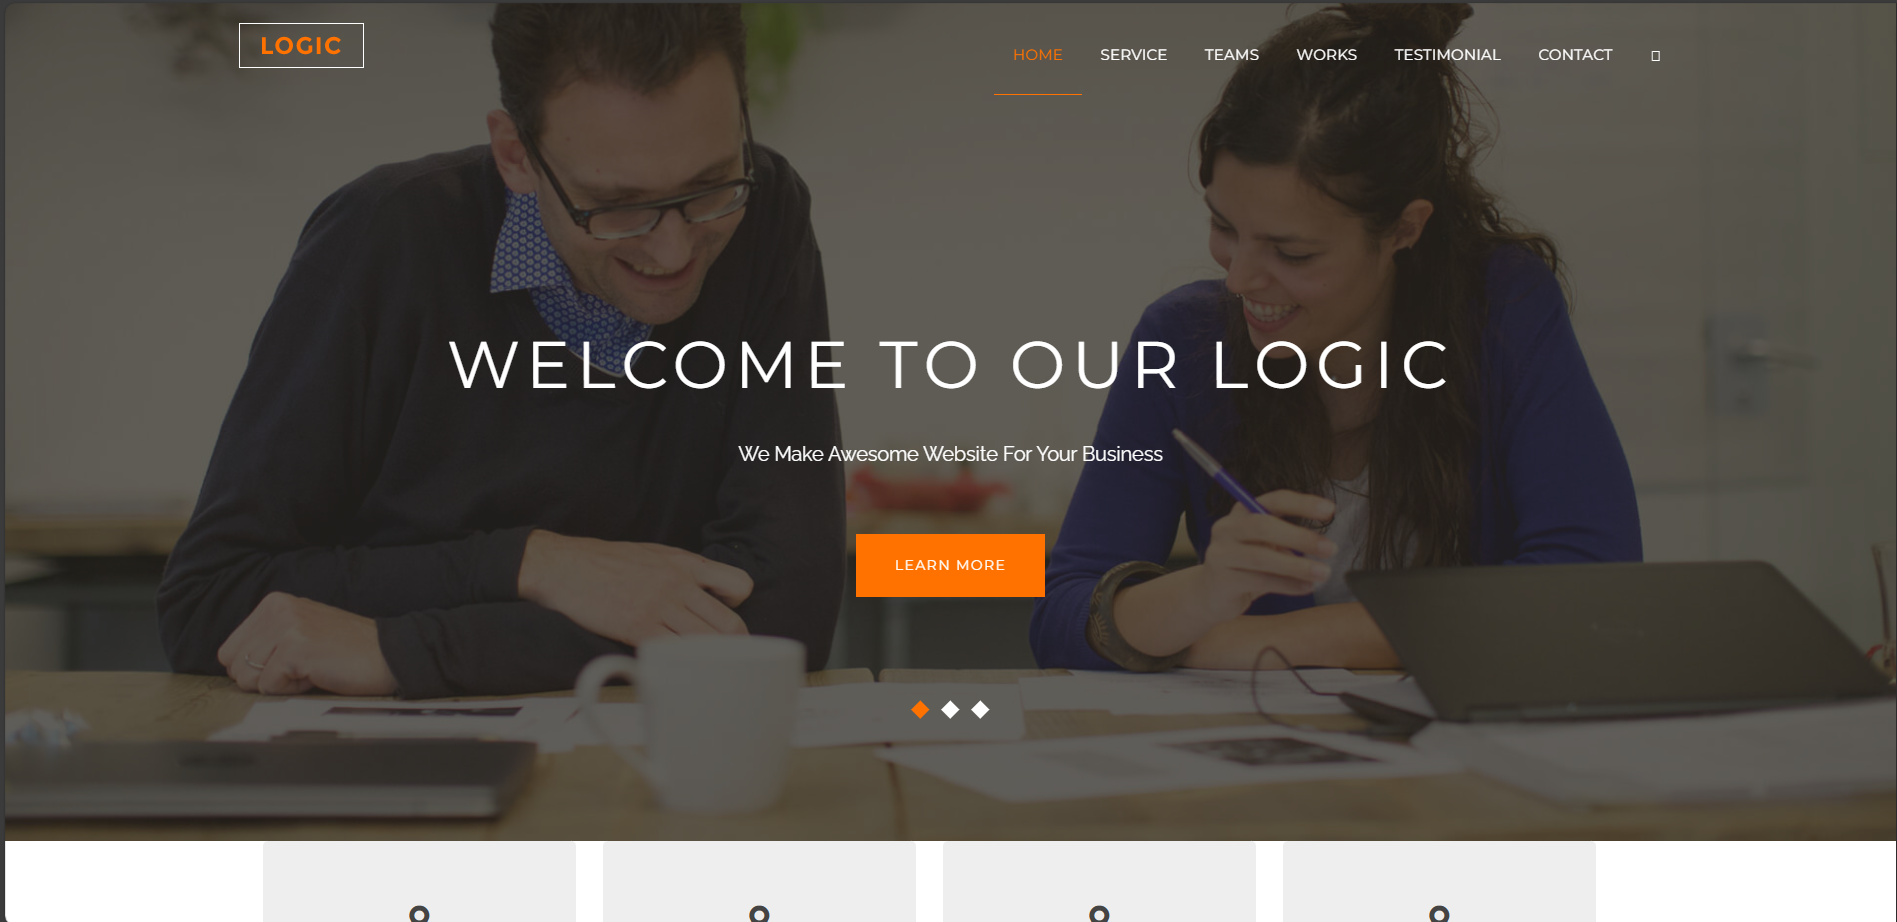 LOGIC
HOME SERVICE TEAMS WORKS TESTIMONIAL CONTACT
WELCOME TO OUR LOGIC
We Make Awesome Website For Your Business
LEARN MORE